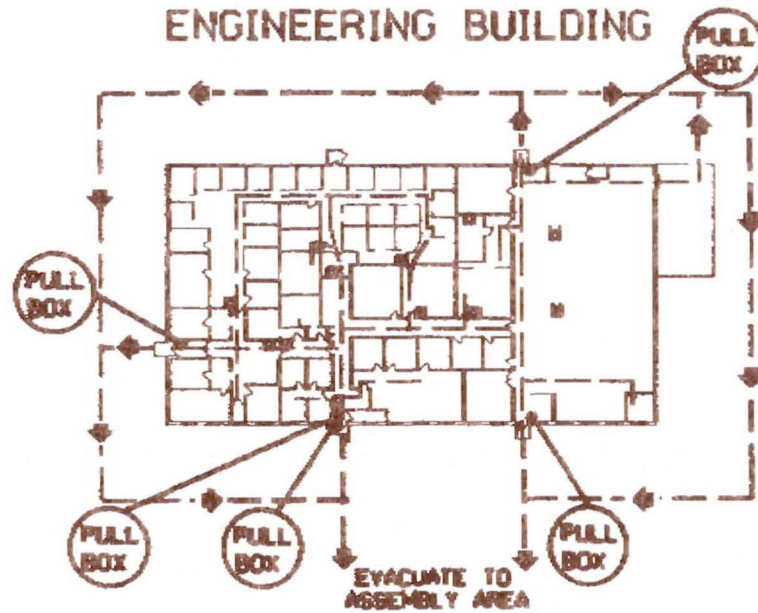 ENGINEERING BUILDING
PULL
BOX
PULL
BOX
PULL
BOX
PULL
BOX
PULL
BOX
EVACUATE TO
ASSEMBLY AREA